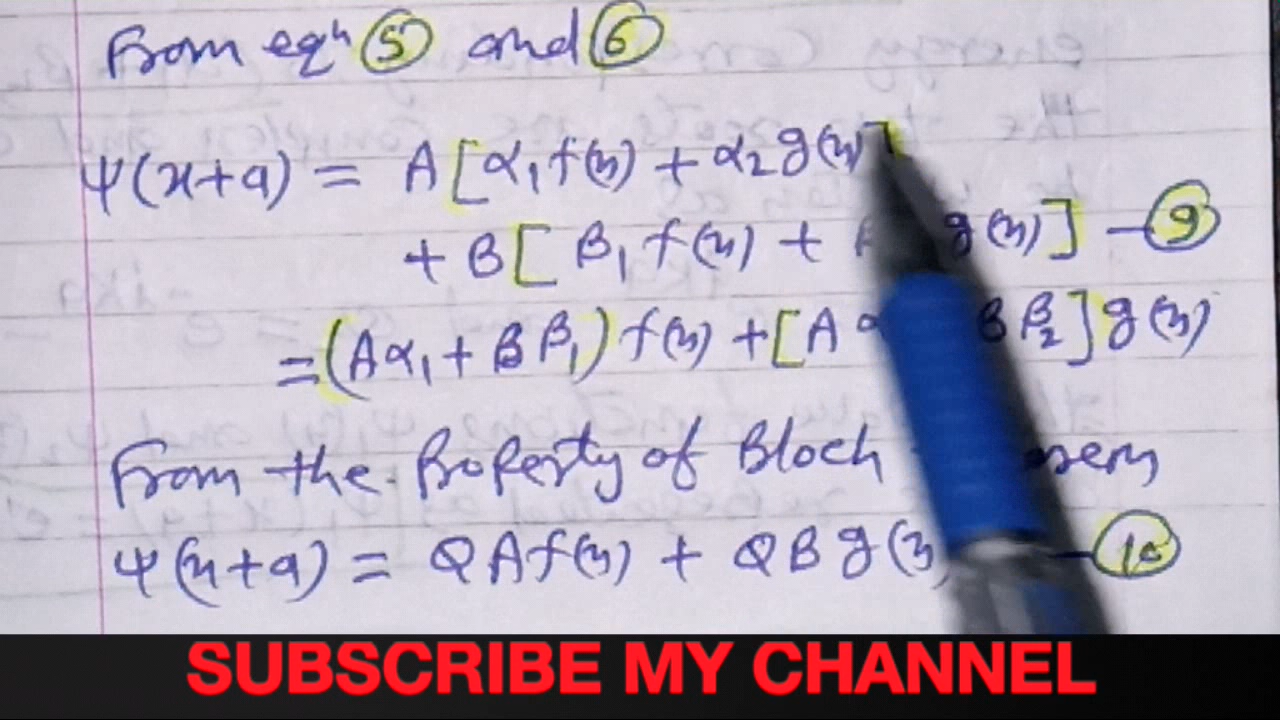 From eqn (5) and (6)
ψ(x+a) = A [α₁f(x) + α₂g(x)]
+ B [ β₁ f(x) + g(x) ] — (9)
= (Aα₁ + Bβ₁) f(x) + [A Bβ₂] g(x)
From the Property of Bloch
ψ(x+a) = QAf(x) + QBg(x — (10)
SUBSCRIBE MY CHANNEL